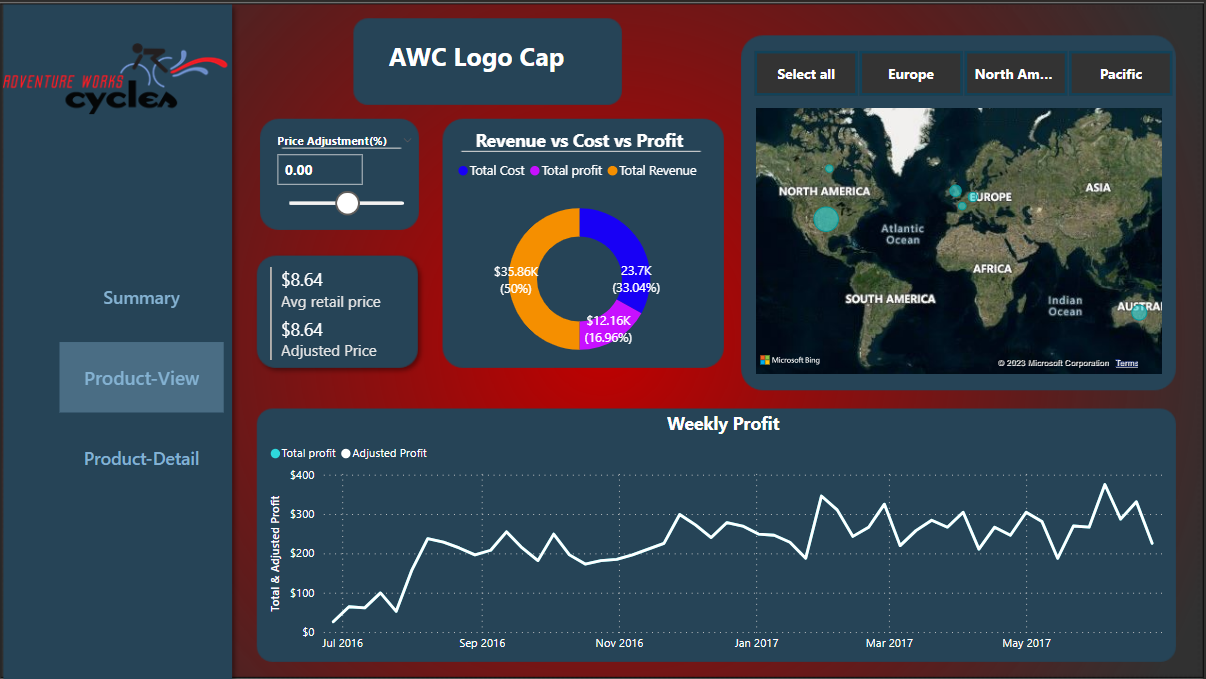 ADVENTURE WORKS
cycles
Summary
Product-View
Product-Detail
AWC Logo Cap
Price Adjustment(%)
0.00
$8.64
Avg retail price
$8.64
Adjusted Price
Revenue vs Cost vs Profit
Total Cost Total profit Total Revenue
$35.86K
(50%)
23.7K
(33.04%)
$12.16K
(16.96%)
Select all Europe North Am... Pacific
NORTH AMERICA
EUROPE
ASIA
Atlantic
Ocean
AFRICA
SOUTH AMERICA
Indian
Ocean
AUSTRA
Microsoft Bing
© 2023 Microsoft Corporation Terms
Weekly Profit
Total profit Adjusted Profit
Total & Adjusted Profit
$400
$300
$200
$100
$0
Jul 2016 Sep 2016 Nov 2016 Jan 2017 Mar 2017 May 2017